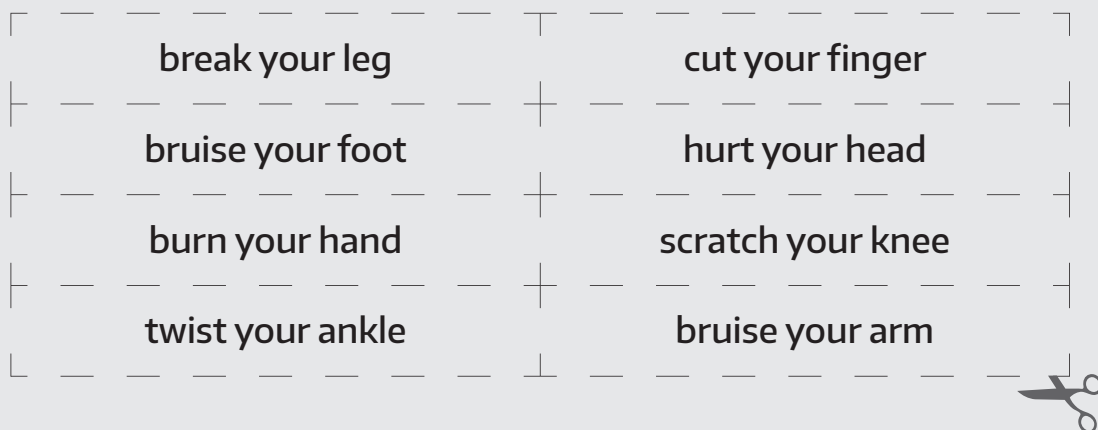 break your leg
cut your finger
bruise your foot
hurt your head
burn your hand
scratch your knee
twist your ankle
bruise your arm